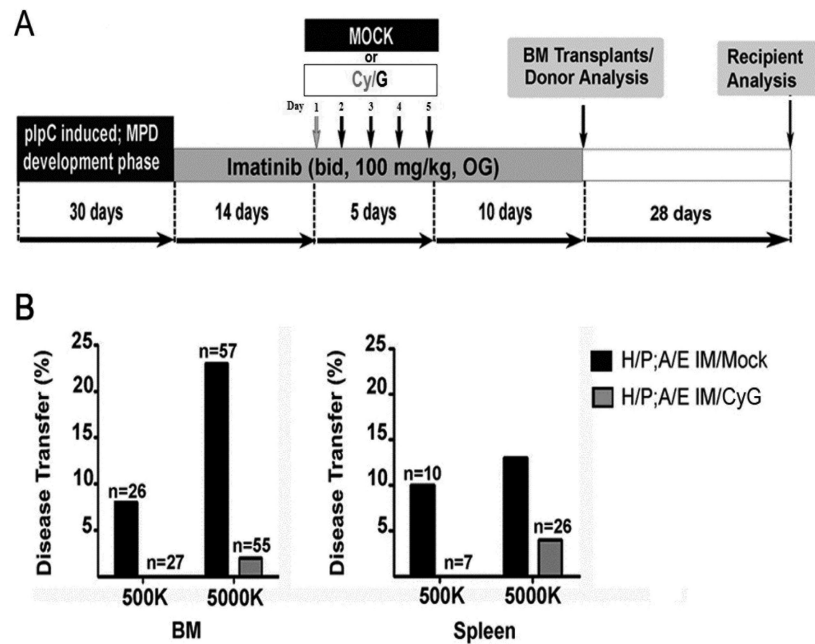 A
MOCK
or
Cy/G
BM Transplants/
Donor Analysis
Recipient
Analysis
Day 1 2 3 4 5
pIpC induced; MPD
development phase
Imatinib (bid, 100 mg/kg, OG)
30 days 14 days 5 days 10 days 28 days
B
Disease Transfer (%)
25
20
15
10
5
n=26
n=27
n=57
n=55
500K 5000K
BM
Disease Transfer (%)
25
20
15
10
5
n=10
n=7
n=26
500K 5000K
Spleen
H/P;A/E IM/Mock
H/P;A/E IM/CyG